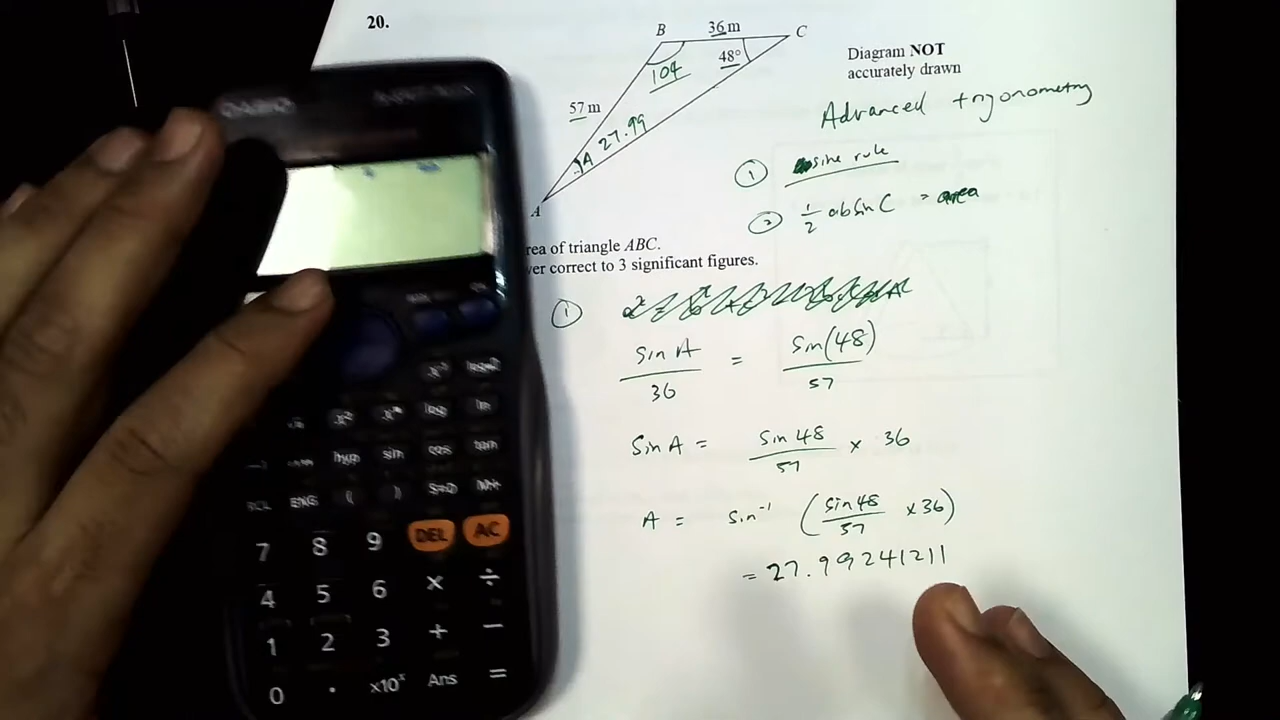 20.
B 36 m C
48°
104
57 m
A 27.99
A
Diagram NOT
accurately drawn
Advanced trigonometry
① sine rule
② 1/2 ab Sin C = area
rea of triangle ABC.
ver correct to 3 significant figures.
①
Sin A / 36 = Sin(48) / 57
Sin A = Sin 48 / 57 × 36
A = Sin⁻¹ (Sin 48 / 57 × 36)
= 27.99241211
CASIO
x² log
ln
hyp sin cos tan
RCL ENG ( ) S⇔D M+
7 8 9 DEL AC
4 5 6 × ÷
1 2 3 + −
0 . ×10ˣ Ans =